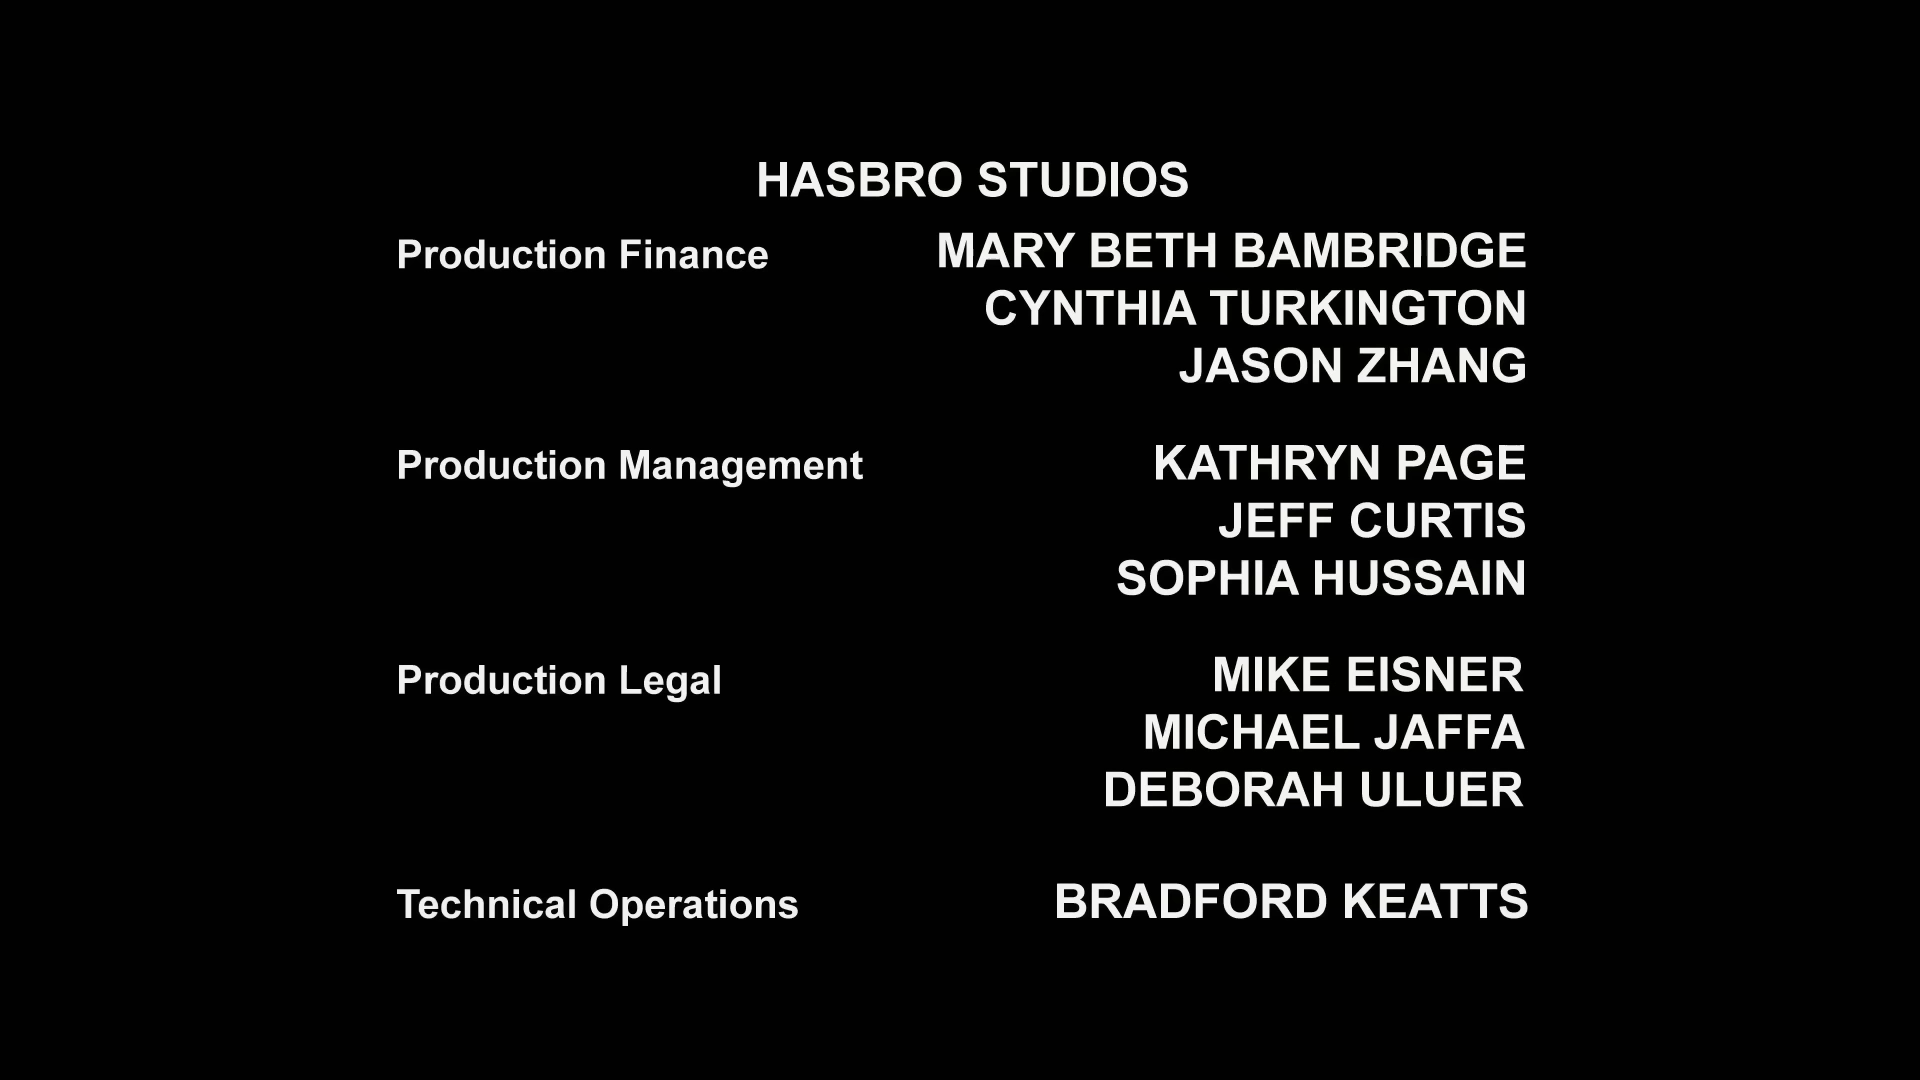 HASBRO STUDIOS
Production Finance MARY BETH BAMBRIDGE
CYNTHIA TURKINGTON
JASON ZHANG
Production Management KATHRYN PAGE
JEFF CURTIS
SOPHIA HUSSAIN
Production Legal MIKE EISNER
MICHAEL JAFFA
DEBORAH ULUER
Technical Operations BRADFORD KEATTS